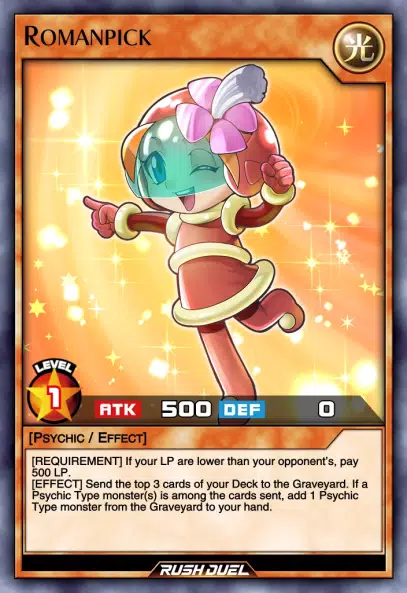 ROMANPICK
光
LEVEL
1
ATK 500 DEF 0
[PSYCHIC / EFFECT]
[REQUIREMENT] If your LP are lower than your opponent's, pay
500 LP.
[EFFECT] Send the top 3 cards of your Deck to the Graveyard. If a
Psychic Type monster(s) is among the cards sent, add 1 Psychic
Type monster from the Graveyard to your hand.
RUSH DUEL